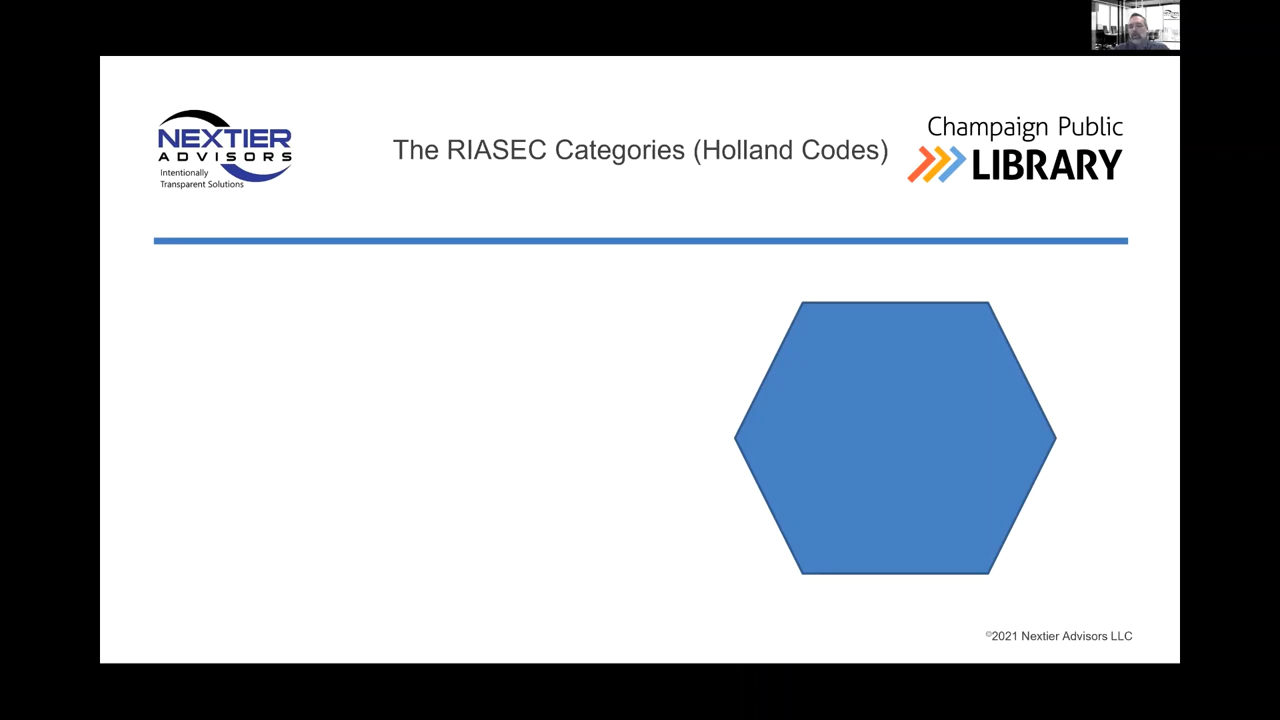 NEXTIER
ADVISORS
Intentionally
Transparent Solutions
The RIASEC Categories (Holland Codes)
Champaign Public
LIBRARY
©2021 Nextier Advisors LLC